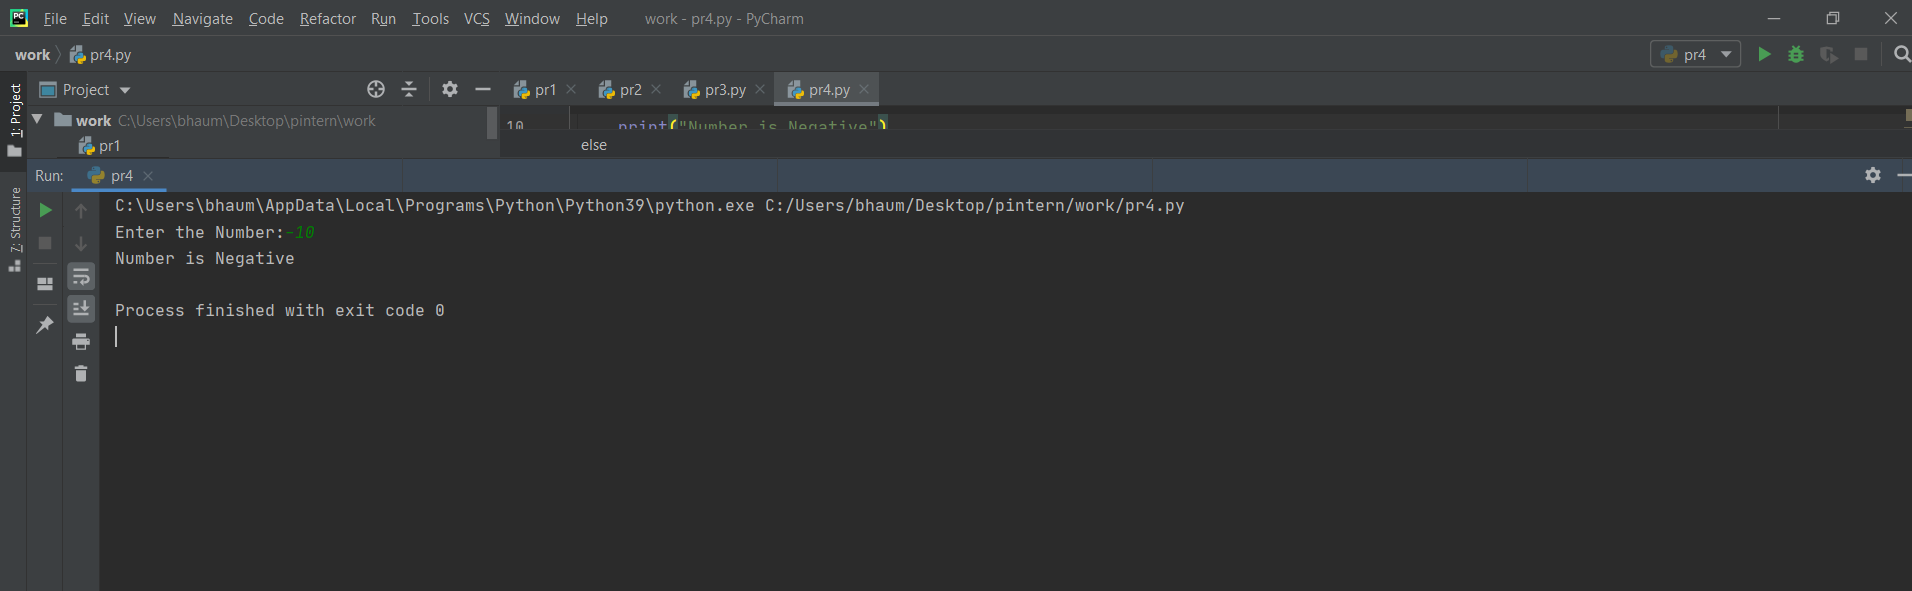 File Edit View Navigate Code Refactor Run Tools VCS Window Help work - pr4.py - PyCharm
work pr4.py pr4
1: Project
Project pr1 pr2 pr3.py pr4.py
work C:\Users\bhaum\Desktop\pintern\work
10 print("Number is Negative")
pr1
else
Run: pr4
7: Structure
C:\Users\bhaum\AppData\Local\Programs\Python\Python39\python.exe C:/Users/bhaum/Desktop/pintern/work/pr4.py
Enter the Number:-10
Number is Negative
Process finished with exit code 0